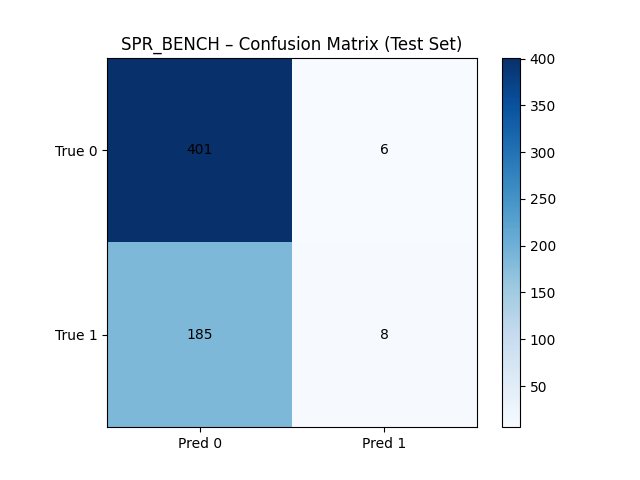 SPR_BENCH – Confusion Matrix (Test Set)
True 0
401
6
True 1
185
8
Pred 0
Pred 1
400
350
300
250
200
150
100
50